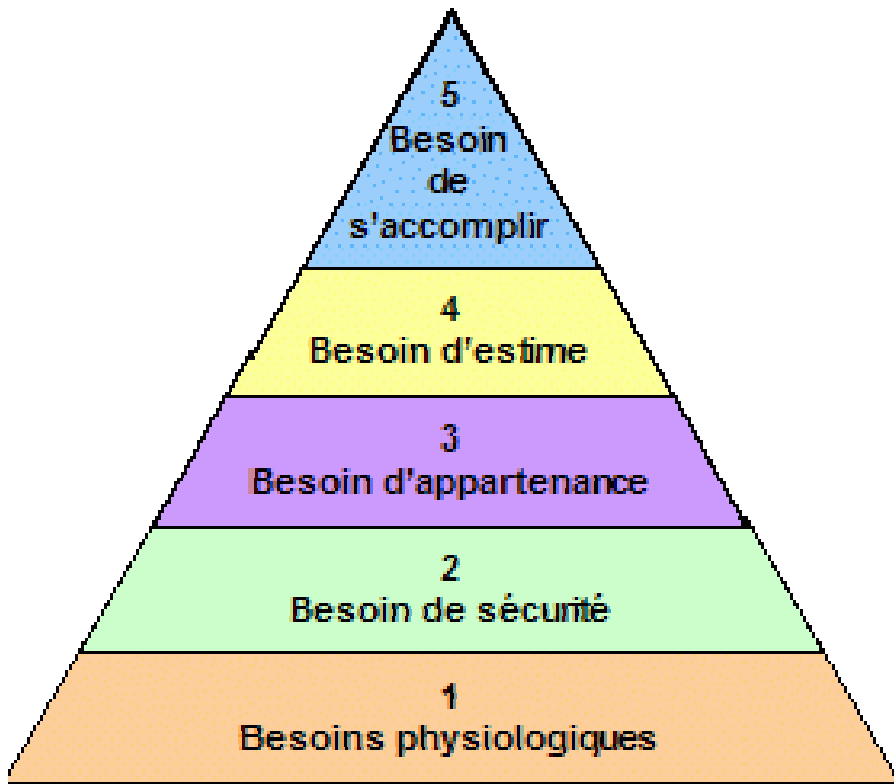 5
Besoin
de
s'accomplir
4
Besoin d'estime
3
Besoin d'appartenance
2
Besoin de sécurité
1
Besoins physiologiques